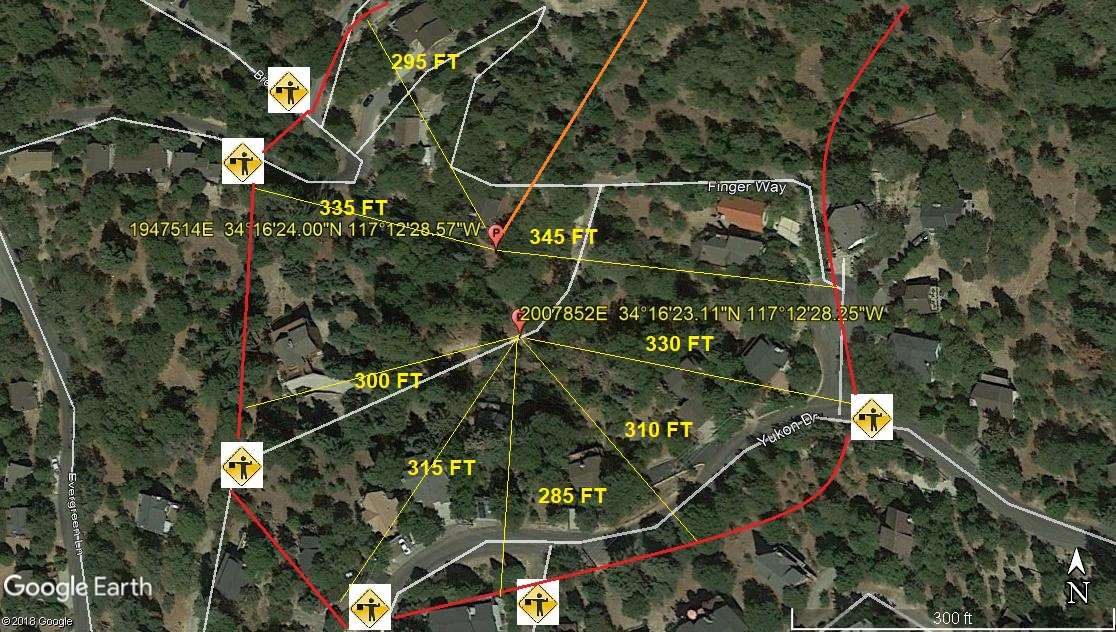 295 FT
335 FT
Finger Way
P
1947514E 34°16'24.00"N 117°12'28.57"W
345 FT
2007852E 34°16'23.11"N 117°12'28.25"W
330 FT
300 FT
310 FT
Yukon Dr
315 FT
285 FT
Evergreen Ln
Google Earth
N
©2018 Google
300 ft